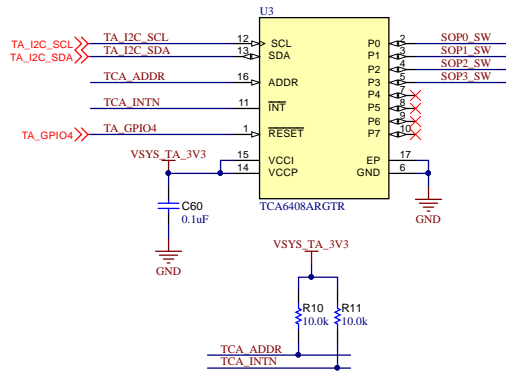 U3
TA_I2C_SCL TA_I2C_SCL 12 SCL P0 2 SOP0_SW
TA_I2C_SDA TA_I2C_SDA 13 SDA P1 3 SOP1_SW
P2 4 SOP2_SW
TCA_ADDR 16 ADDR P3 5 SOP3_SW
P4 7
TCA_INTN 11 INT P5 8
P6 9
TA_GPIO4 TA_GPIO4 1 RESET P7 10
VSYS_TA_3V3
15 VCCI EP 17
14 VCCP GND 6
TCA6408ARGTR
C60
0.1uF
GND
GND
VSYS_TA_3V3
R10 R11
10.0k 10.0k
TCA_ADDR
TCA_INTN